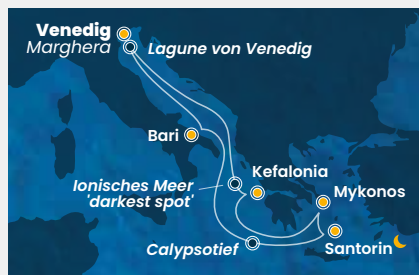 Venedig
Marghera
Lagune von Venedig
Bari
Kefalonia
Ionisches Meer
'darkest spot'
Mykonos
Calypsotief
Santorin